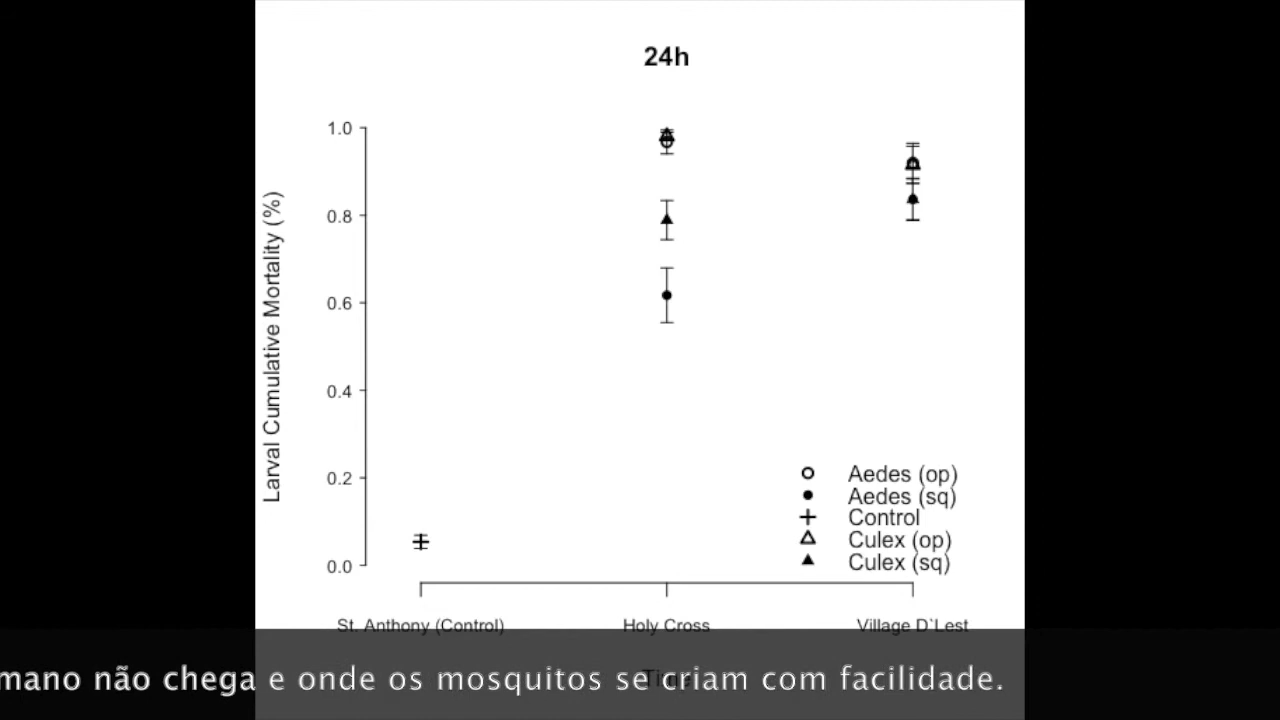 24h
Larval Cumulative Mortality (%)
1.0
0.8
0.6
0.4
0.2
0.0
Aedes (op)
Aedes (sq)
Control
Culex (op)
Culex (sq)
St. Anthony (Control)
Holy Cross
Village D`Lest
não chega e onde os mosquitos se criam com facilidade.